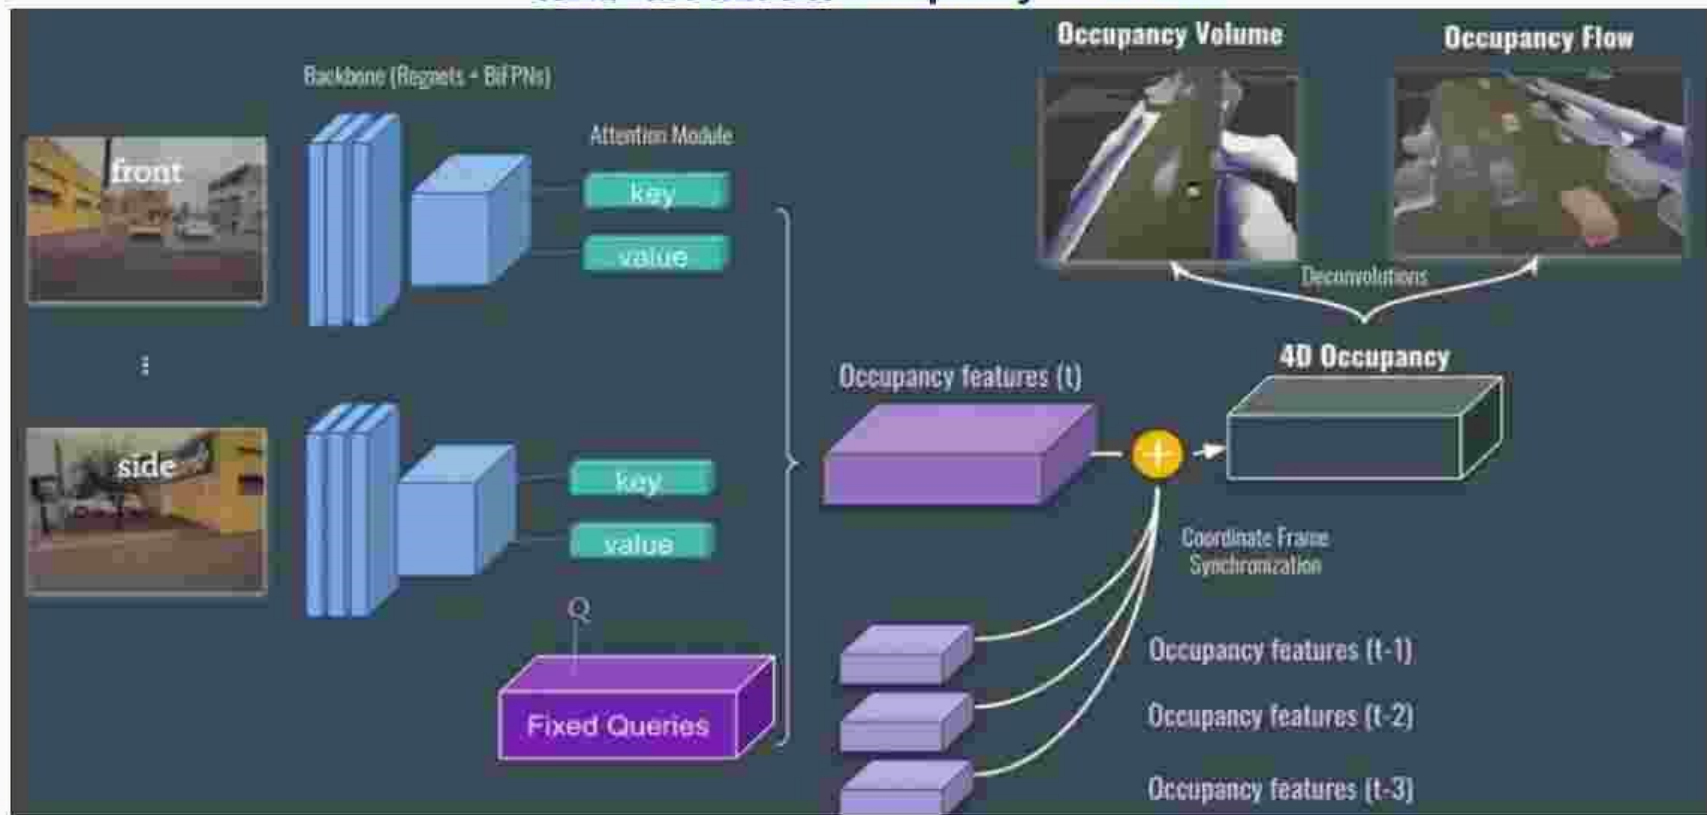 Occupancy Volume
Occupancy Flow
Backbone (Regnets + BiFPNs)
front
Attention Module
key
value
Deconvolutions
4D Occupancy
Occupancy features (t)
side
key
value
Coordinate Frame
Synchronization
Q
Fixed Queries
Occupancy features (t-1)
Occupancy features (t-2)
Occupancy features (t-3)